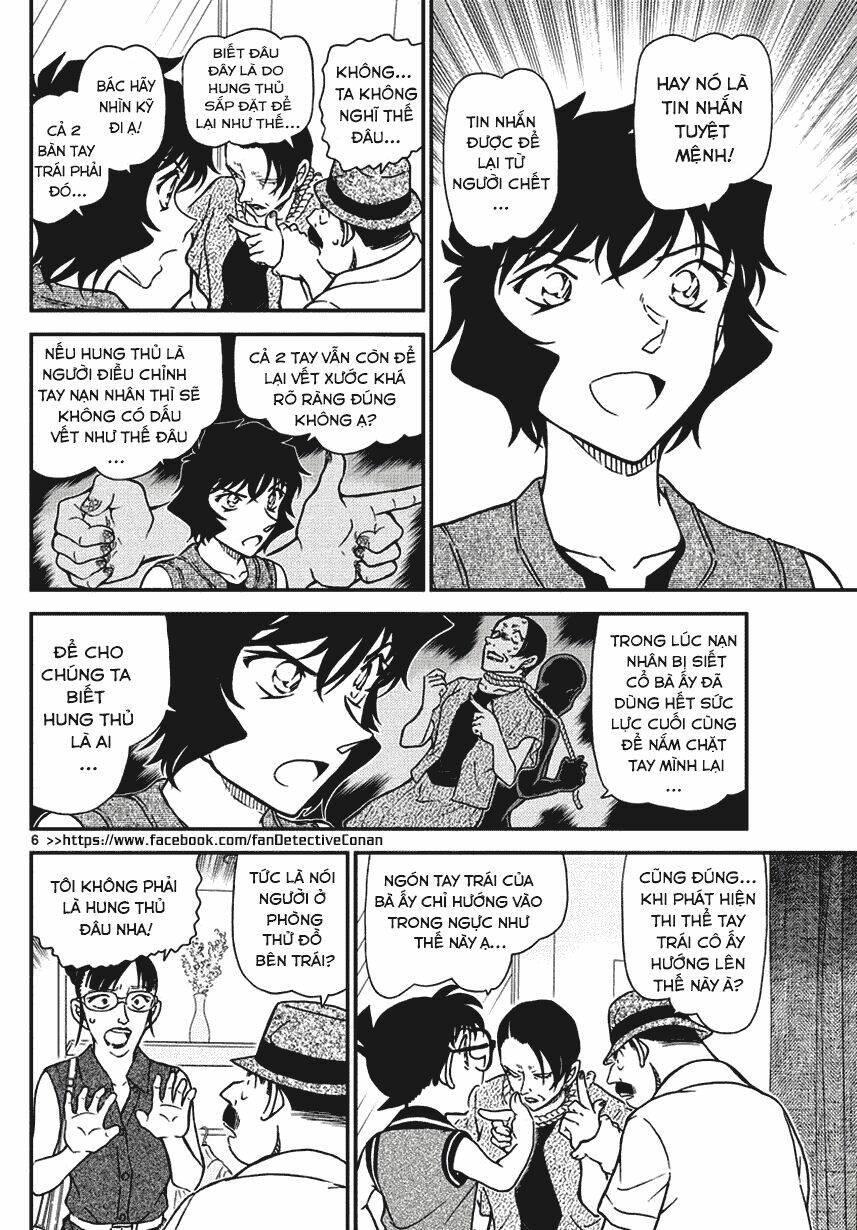 HAY NÓ LÀ
TIN NHẮN
TUYỆT
MỆNH!
TIN NHẮN
ĐƯỢC ĐỂ
LẠI TỪ
NGƯỜI CHẾT
...
KHÔNG...
TA KHÔNG
NGHĨ THẾ
ĐÂU...
BIẾT ĐÂU
ĐÂY LÀ DO
HUNG THỦ
SẮP ĐẶT ĐỂ
LẠI NHƯ THẾ...
BÁC HÃY
NHÌN KỸ
ĐI Ạ!
CẢ 2
BÀN TAY
TRÁI PHẢI
ĐÓ...
CẢ 2 TAY VẪN CÒN ĐỂ
LẠI VẾT XƯỚC KHÁ
RÕ RÀNG ĐÚNG
KHÔNG Ạ?
NẾU HUNG THỦ LÀ
NGƯỜI ĐIỀU CHỈNH
TAY NẠN NHÂN THÌ SẼ
KHÔNG CÓ DẤU
VẾT NHƯ THẾ ĐÂU
...
TRONG LÚC NẠN
NHÂN BỊ SIẾT
CỔ BÀ ẤY ĐÃ
DÙNG HẾT SỨC
LỰC CUỐI CÙNG
ĐỂ NẮM CHẶT
TAY MÌNH LẠI
...
ĐỂ CHO
CHÚNG TA
BIẾT
HUNG THỦ
LÀ AI
...
6 >>https://www.facebook.com/fanDetectiveConan
CŨNG ĐÚNG...
KHI PHÁT HIỆN
THI THỂ TAY
TRÁI CÔ ẤY
HƯỚNG LÊN
THẾ NÀY À?
NGÓN TAY TRÁI CỦA
BÀ ẤY CHỈ HƯỚNG VÀO
TRONG NGỰC NHƯ
THẾ NÀY Ạ...
TỨC LÀ NÓI
NGƯỜI Ở
PHÒNG
THỬ ĐỒ
BÊN TRÁI?
TÔI KHÔNG PHẢI
LÀ HUNG THỦ
ĐÂU NHA!